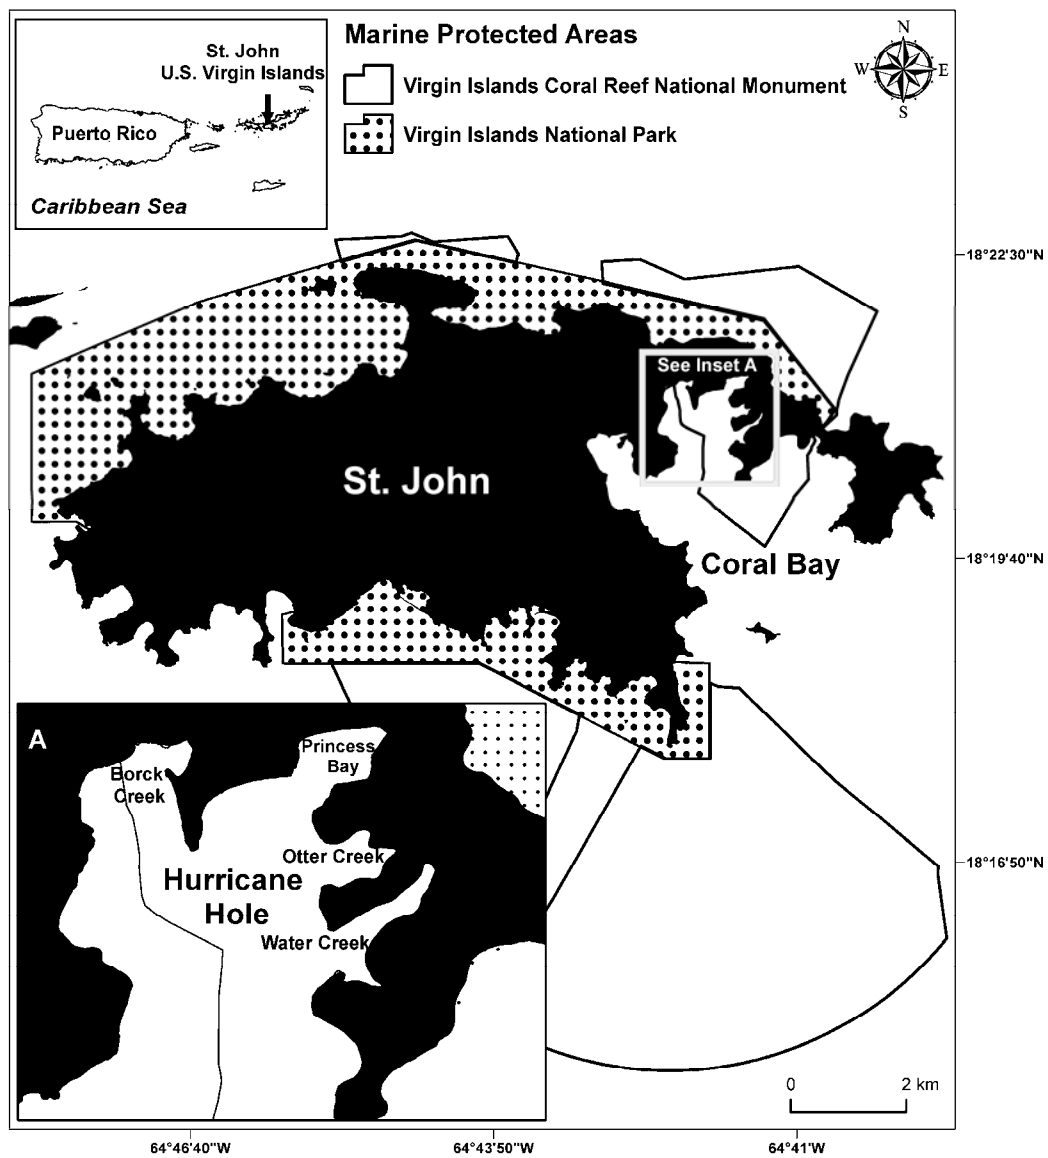 St. John
U.S. Virgin Islands
Puerto Rico
Caribbean Sea
Marine Protected Areas
Virgin Islands Coral Reef National Monument
Virgin Islands National Park
N
W
E
S
18°22'30"N
See Inset A
St. John
18°19'40"N
Coral Bay
A
Princess
Bay
Borck
Creek
Otter Creek
18°16'50"N
Hurricane
Hole
Water Creek
0
2 km
64°46'40"W
64°43'50"W
64°41'W